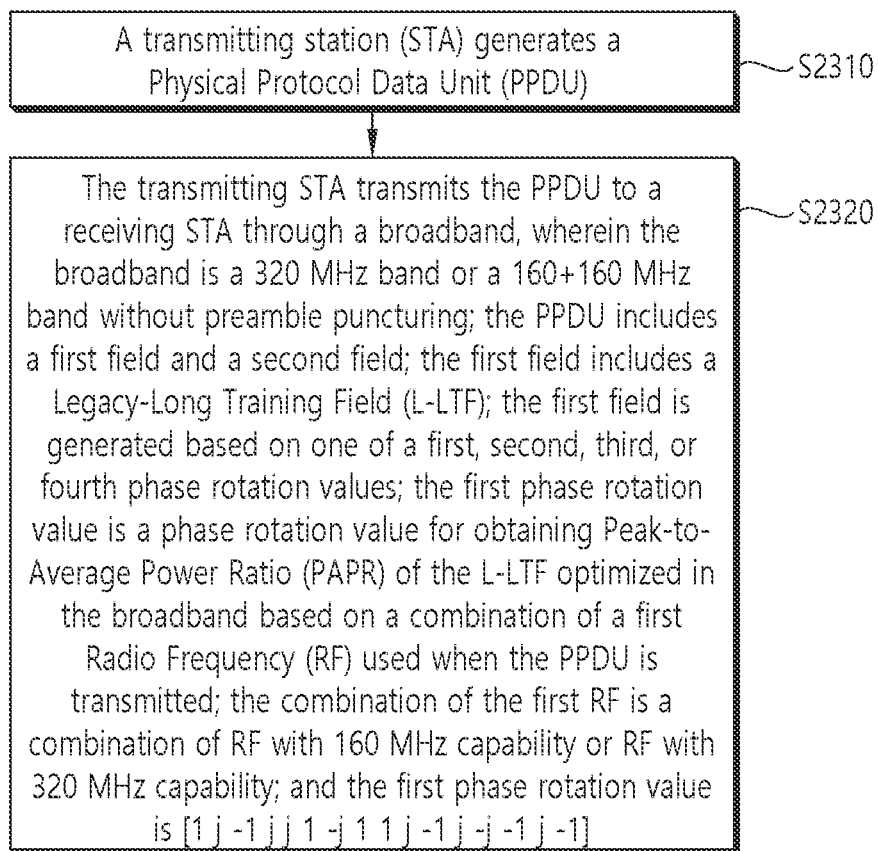 A transmitting station (STA) generates a
Physical Protocol Data Unit (PPDU)
S2310
The transmitting STA transmits the PPDU to a
receiving STA through a broadband, wherein the
broadband is a 320 MHz band or a 160+160 MHz
band without preamble puncturing; the PPDU includes
a first field and a second field; the first field includes a
Legacy-Long Training Field (L-LTF); the first field is
generated based on one of a first, second, third, or
fourth phase rotation values; the first phase rotation
value is a phase rotation value for obtaining Peak-to-
Average Power Ratio (PAPR) of the L-LTF optimized in
the broadband based on a combination of a first
Radio Frequency (RF) used when the PPDU is
transmitted; the combination of the first RF is a
combination of RF with 160 MHz capability or RF with
320 MHz capability; and the first phase rotation value
is [1 j -1 j j 1 -j 1 1 j -1 j -j -1 j -1]
S2320